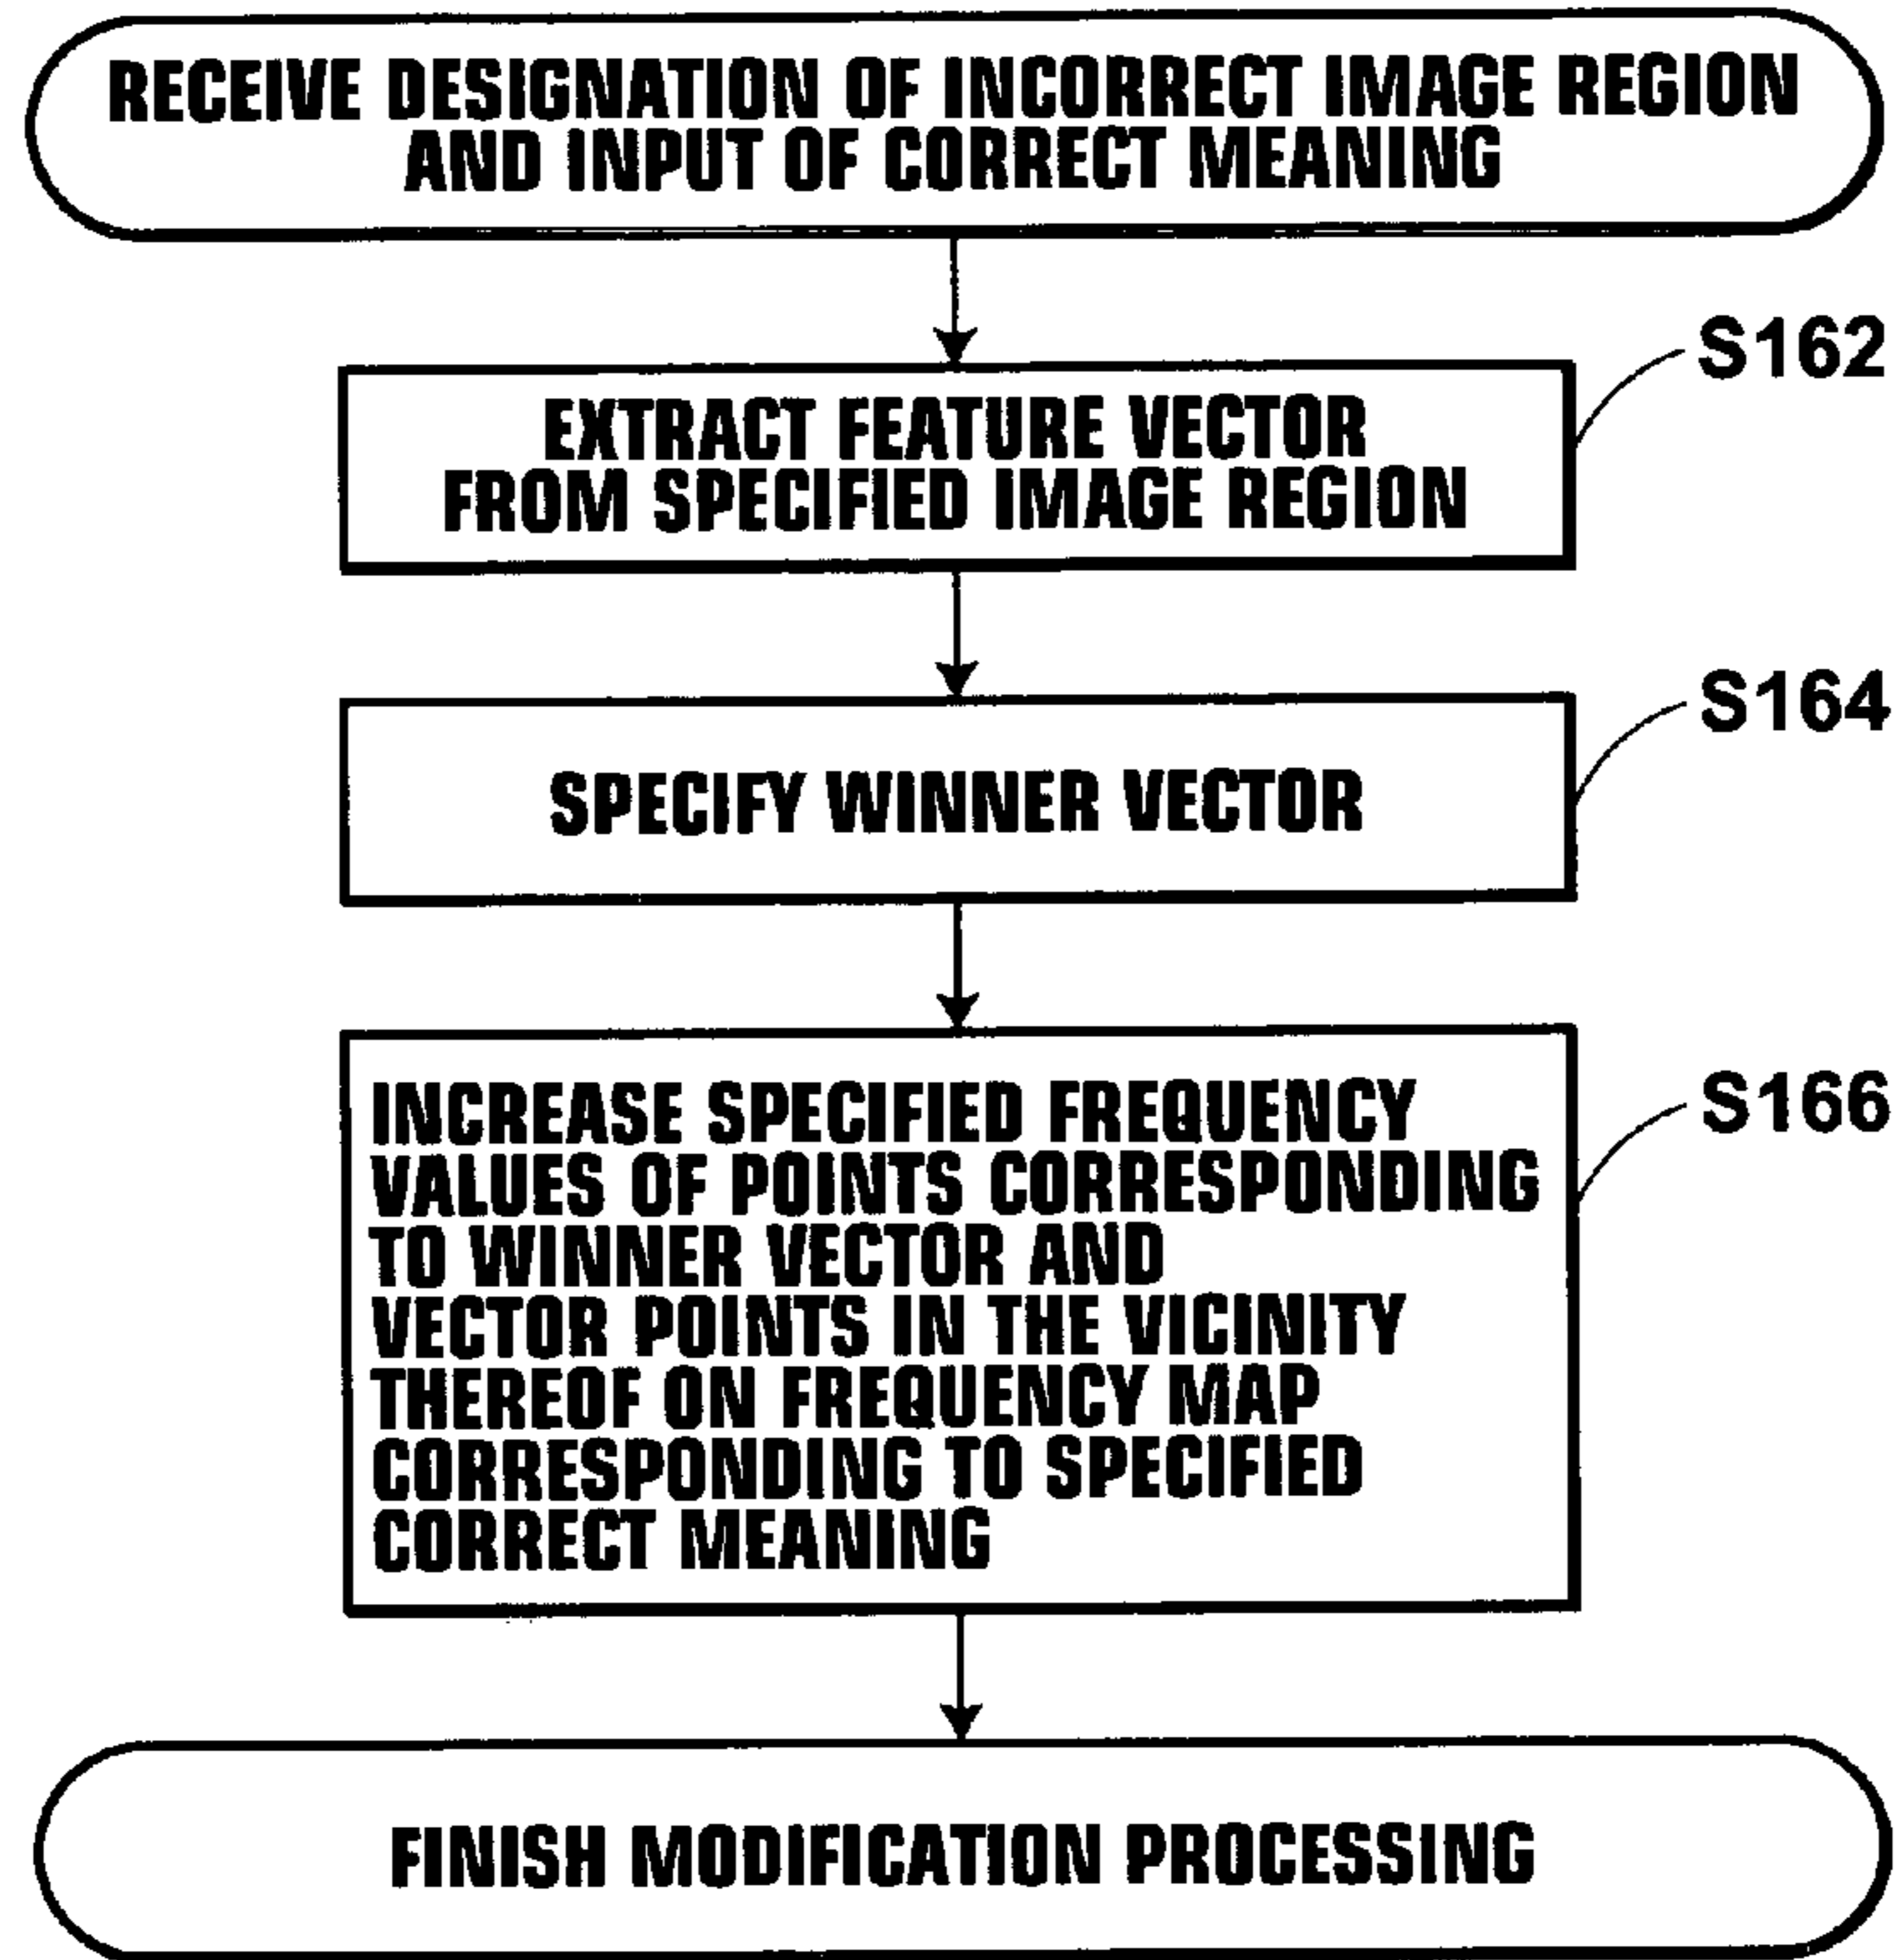 RECEIVE DESIGNATION OF INCORRECT IMAGE REGION
AND INPUT OF CORRECT MEANING
S162
EXTRACT FEATURE VECTOR
FROM SPECIFIED IMAGE REGION
S164
SPECIFY WINNER VECTOR
S166
INCREASE SPECIFIED FREQUENCY
VALUES OF POINTS CORRESPONDING
TO WINNER VECTOR AND
VECTOR POINTS IN THE VICINITY
THEREOF ON FREQUENCY MAP
CORRESPONDING TO SPECIFIED
CORRECT MEANING
FINISH MODIFICATION PROCESSING